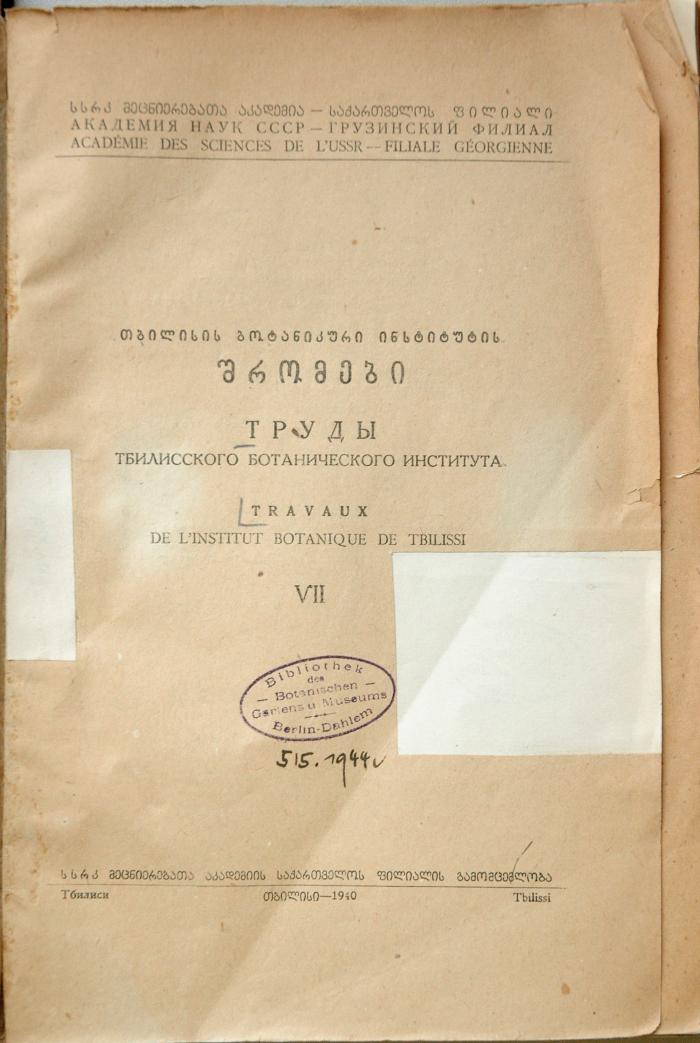 სსრკ მეცნიერებათა აკადემია — საქართველოს ფილიალი
АКАДЕМИЯ НАУК СССР — ГРУЗИНСКИЙ ФИЛИАЛ
ACADÉMIE DES SCIENCES DE L'USSR — FILIALE GÉORGIENNE
თბილისის ბოტანიკური ინსტიტუტის
შრომები
ТРУДЫ
ТБИЛИССКОГО БОТАНИЧЕСКОГО ИНСТИТУТА
TRAVAUX
DE L'INSTITUT BOTANIQUE DE TBILISSI
VII
Bibliothek
des
— Botanischen —
Gartens u Museums
Berlin-Dahlem
515.1944
სსრკ მეცნიერებათა აკადემიის საქართველოს ფილიალის გამომცემლობა
Тбилиси თბილისი—1940 Tbilissi